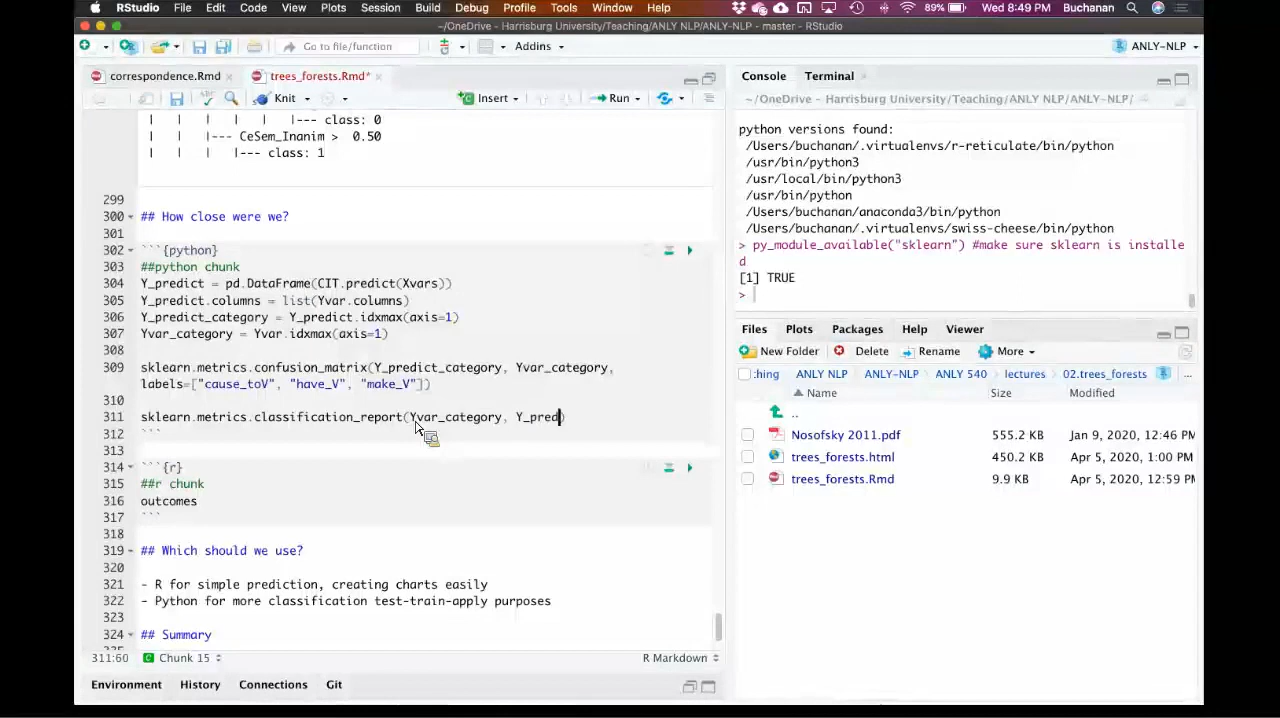 RStudio File Edit Code View Plots Session Build Debug Profile Tools Window Help 89% Wed 8:49 PM Buchanan
~/OneDrive - Harrisburg University/Teaching/ANLY NLP/ANLY-NLP - master - RStudio
Go to file/function Addins ANLY-NLP
correspondence.Rmd trees_forests.Rmd*
Knit Insert Run
| | | | | |--- class: 0
| | | |--- CeSem_Inanim > 0.50
| | | |--- class: 1
299
300 ## How close were we?
301
302 ```{python}
303 ##python chunk
304 Y_predict = pd.DataFrame(CIT.predict(Xvars))
305 Y_predict.columns = list(Yvar.columns)
306 Y_predict_category = Y_predict.idxmax(axis=1)
307 Yvar_category = Yvar.idxmax(axis=1)
308
309 sklearn.metrics.confusion_matrix(Y_predict_category, Yvar_category,
labels=["cause_toV", "have_V", "make_V"])
310
311 sklearn.metrics.classification_report(Yvar_category, Y_pred)
312 ```
313
314 ```{r}
315 ##r chunk
316 outcomes
317 ```
318
319 ## Which should we use?
320
321 - R for simple prediction, creating charts easily
322 - Python for more classification test-train-apply purposes
323
324 ## Summary
311:60 Chunk 15 R Markdown
Environment History Connections Git
Console Terminal
~/OneDrive - Harrisburg University/Teaching/ANLY NLP/ANLY-NLP/
python versions found:
/Users/buchanan/.virtualenvs/r-reticulate/bin/python
/usr/bin/python3
/usr/local/bin/python3
/usr/bin/python
/Users/buchanan/anaconda3/bin/python
/Users/buchanan/.virtualenvs/swiss-cheese/bin/python
> py_module_available("sklearn") #make sure sklearn is installe
d
[1] TRUE
>
Files Plots Packages Help Viewer
New Folder Delete Rename More
:hing ANLY NLP ANLY-NLP ANLY 540 lectures 02.trees_forests ...
Name Size Modified
..
Nosofsky 2011.pdf 555.2 KB Jan 9, 2020, 12:46 PM
trees_forests.html 450.2 KB Apr 5, 2020, 1:00 PM
trees_forests.Rmd 9.9 KB Apr 5, 2020, 12:59 PM